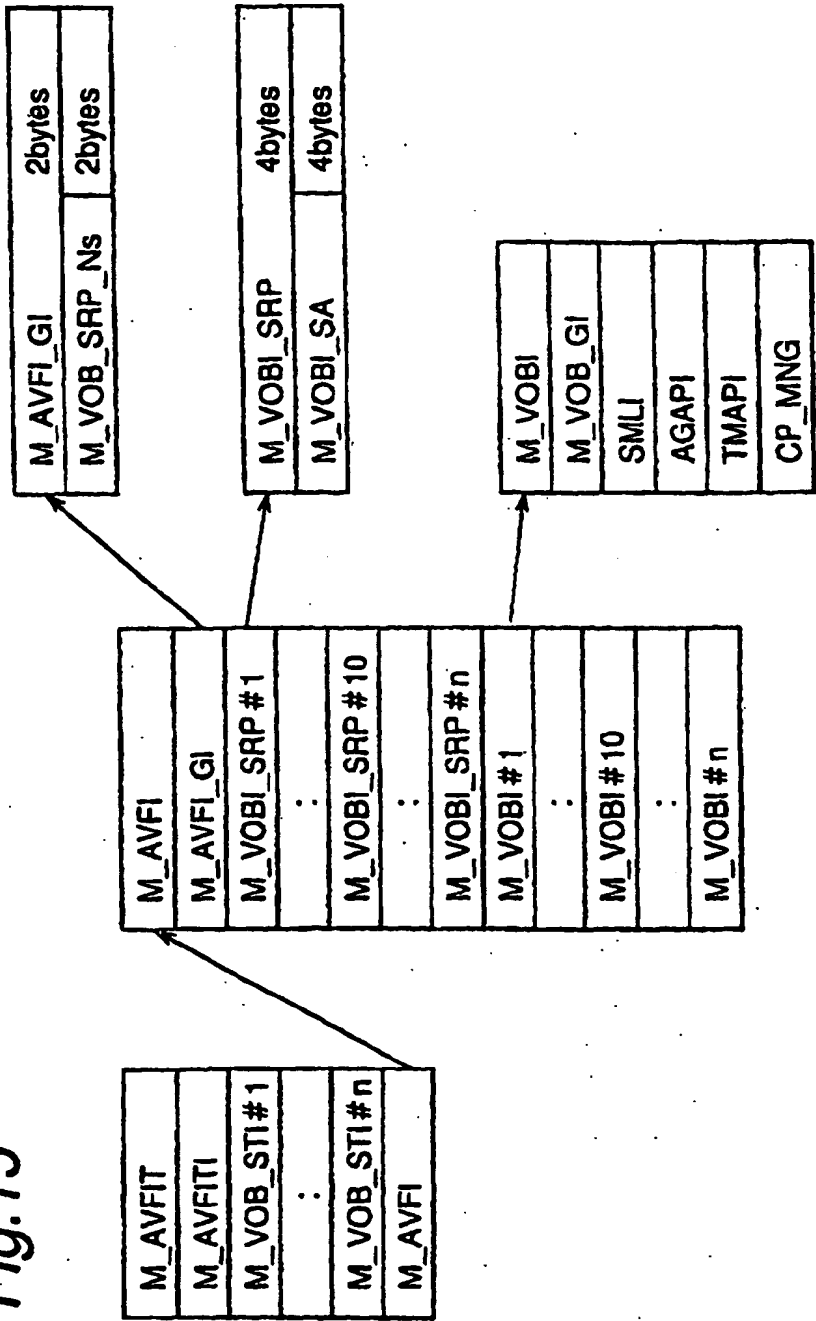 Fig.15
M_AVFIT
M_AVFITI
M_VOB_STI#1
:
M_VOB_STI#n
M_AVFI
M_AVFI
M_AVFI_GI
M_VOBI_SRP#1
:
M_VOBI_SRP#10
:
M_VOBI_SRP#n
M_VOBI#1
:
M_VOBI#10
:
M_VOBI#n
M_AVFI_GI 2bytes
M_VOB_SRP_Ns 2bytes
M_VOBI_SRP 4bytes
M_VOBI_SA 4bytes
M_VOBI
M_VOB_GI
SMLI
AGAPI
TMAPI
CP_MNG